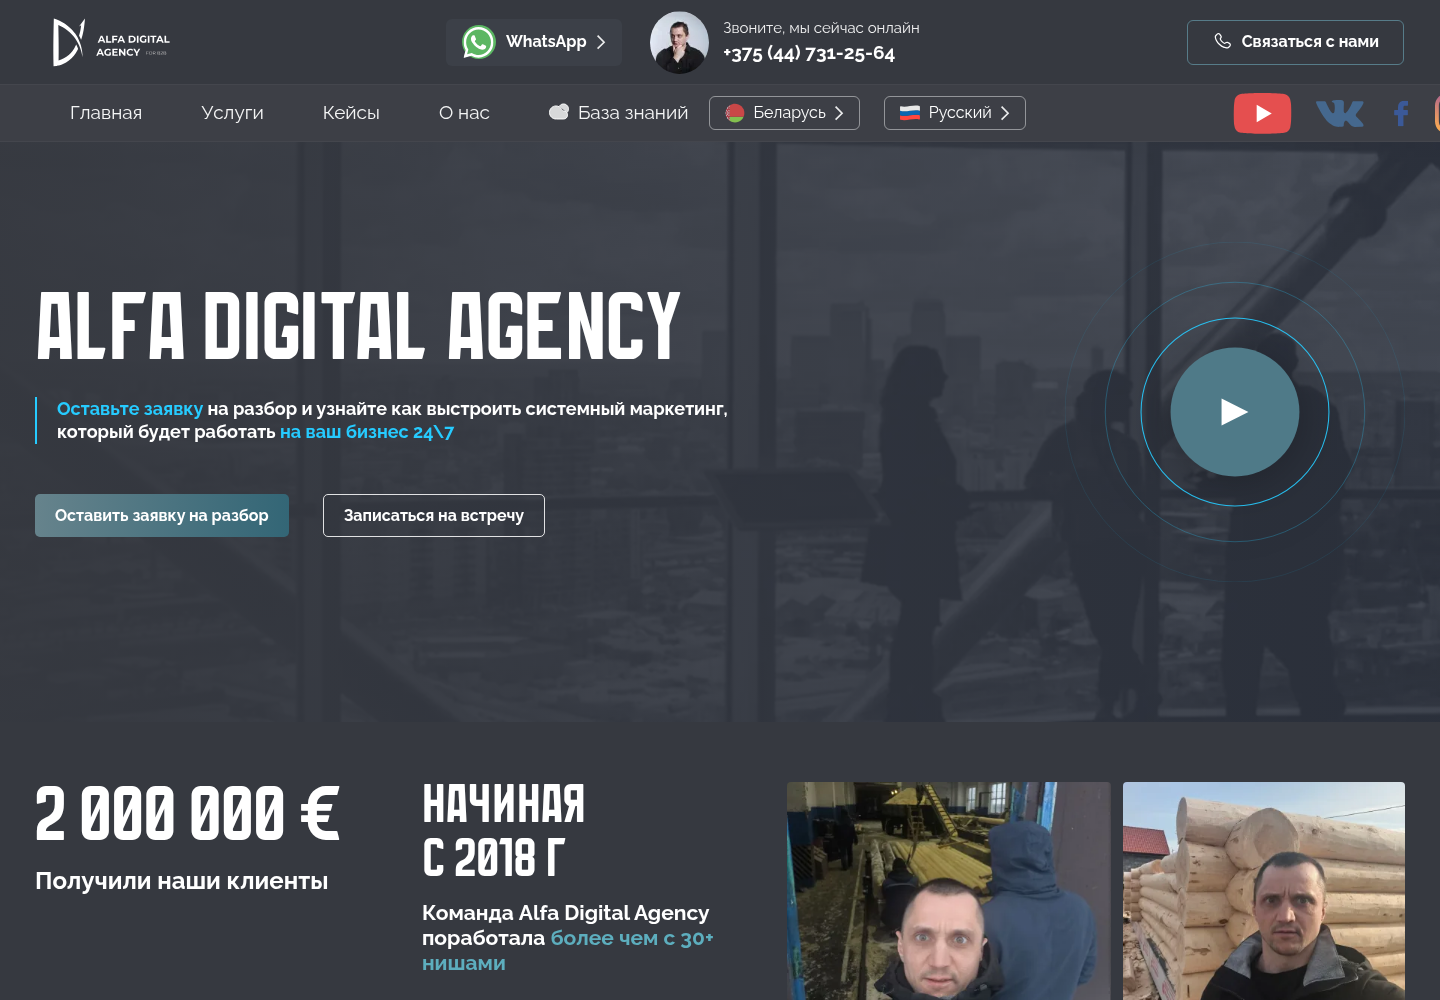 ALFA DIGITAL
AGENCY FOR B2B
WhatsApp
Звоните, мы сейчас онлайн
+375 (44) 731-25-64
Связаться с нами
Главная
Услуги
Кейсы
О нас
База знаний
Беларусь
Русский
ALFA DIGITAL AGENCY
Оставьте заявку на разбор и узнайте как выстроить системный маркетинг,
который будет работать на ваш бизнес 24\7
Оставить заявку на разбор
Записаться на встречу
2 000 000 €
Получили наши клиенты
НАЧИНАЯ
С 2018 Г
Команда Alfa Digital Agency
поработала более чем с 30+
нишами